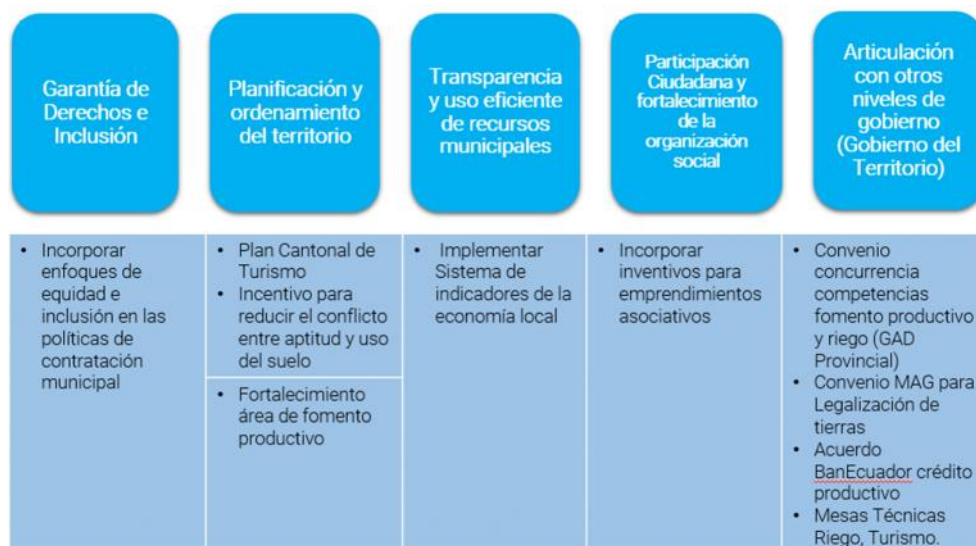 Garantía de
Derechos e
Inclusión
Planificación y
ordenamiento
del territorio
Transparencia
y uso eficiente
de recursos
municipales
Participación
Ciudadana y
fortalecimiento
de la
organización
social
Articulación
con otros
niveles de
gobierno
(Gobierno del
Territorio)
• Incorporar
enfoques de
equidad e
inclusión en las
políticas de
contratación
municipal
• Plan Cantonal de
Turismo
• Incentivo para
reducir el conflicto
entre aptitud y uso
del suelo
• Fortalecimiento
área de fomento
productivo
• Implementar
Sistema de
indicadores de la
economía local
• Incorporar
inventivos para
emprendimientos
asociativos
• Convenio
concurrencia
competencias
fomento productivo
y riego (GAD
Provincial)
• Convenio MAG para
Legalización de
tierras
• Acuerdo
BanEcuador crédito
productivo
• Mesas Técnicas
Riego, Turismo.